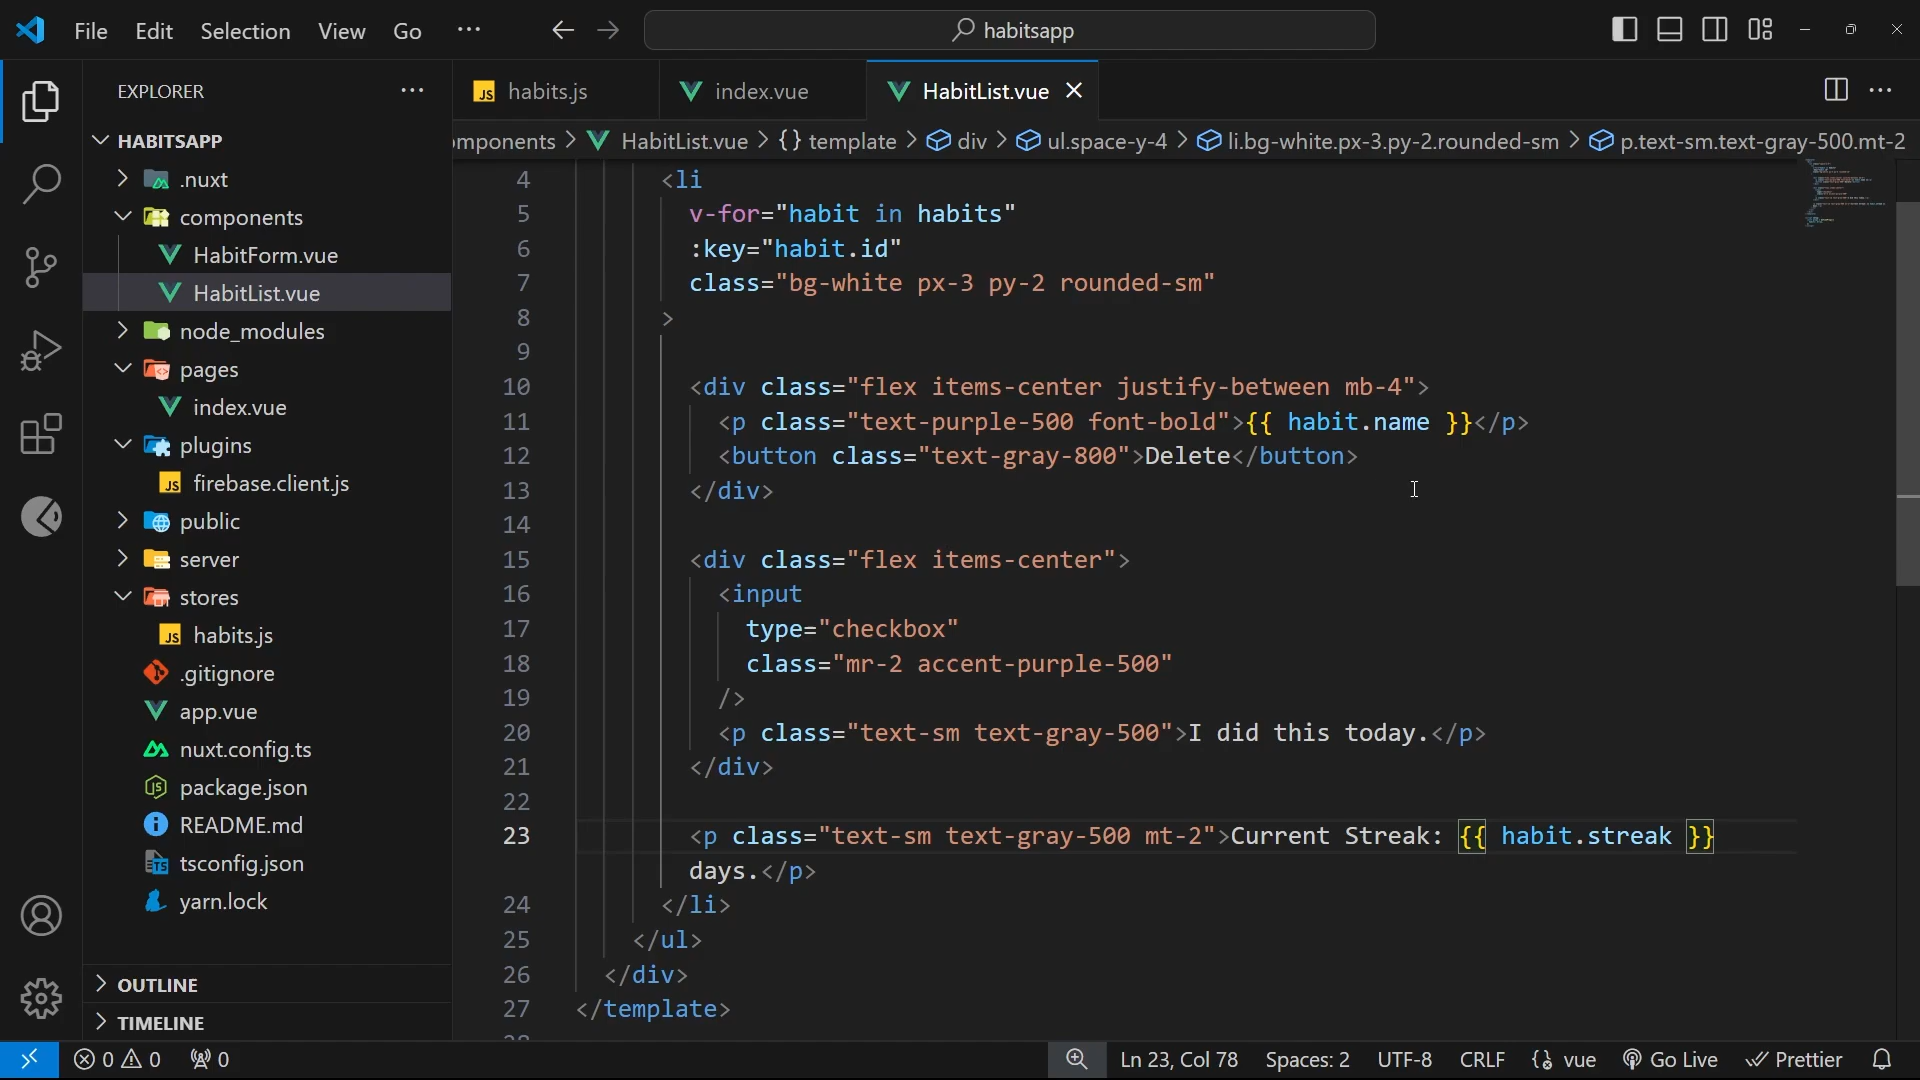 File Edit Selection View Go ··· habitsapp
EXPLORER ···
habits.js index.vue HabitList.vue
omponents > HabitList.vue > {} template > div > ul.space-y-4 > li.bg-white.px-3.py-2.rounded-sm > p.text-sm.text-gray-500.mt-2
HABITSAPP
.nuxt
components
HabitForm.vue
HabitList.vue
node_modules
pages
index.vue
plugins
firebase.client.js
public
server
stores
habits.js
.gitignore
app.vue
nuxt.config.ts
package.json
README.md
tsconfig.json
yarn.lock
OUTLINE
TIMELINE
4 <li
5 v-for="habit in habits"
6 :key="habit.id"
7 class="bg-white px-3 py-2 rounded-sm"
8 >
9
10 <div class="flex items-center justify-between mb-4">
11 <p class="text-purple-500 font-bold">{{ habit.name }}</p>
12 <button class="text-gray-800">Delete</button>
13 </div>
14
15 <div class="flex items-center">
16 <input
17 type="checkbox"
18 class="mr-2 accent-purple-500"
19 />
20 <p class="text-sm text-gray-500">I did this today.</p>
21 </div>
22
23 <p class="text-sm text-gray-500 mt-2">Current Streak: {{ habit.streak }}
days.</p>
24 </li>
25 </ul>
26 </div>
27 </template>
0 0 0 Ln 23, Col 78 Spaces: 2 UTF-8 CRLF vue Go Live Prettier